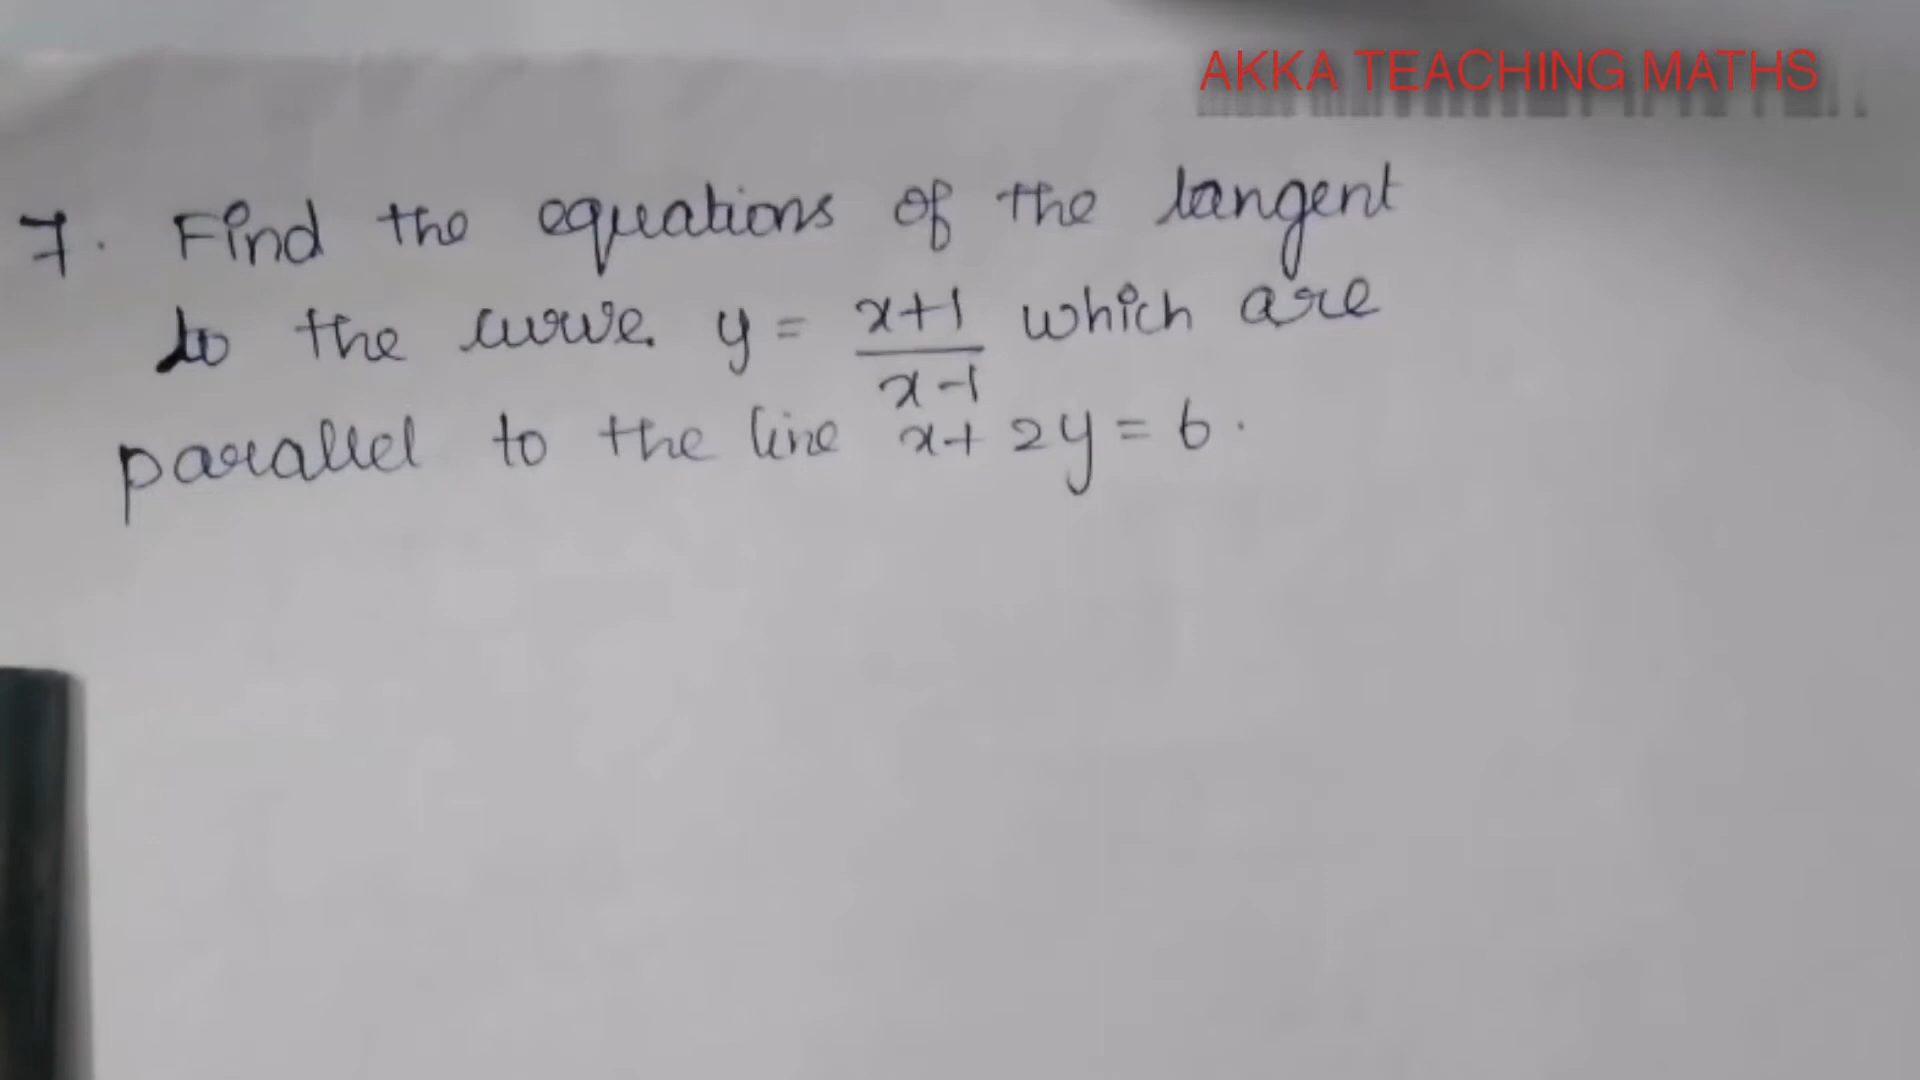 AKKA TEACHING MATHS
7. Find the equations of the tangent
to the curve y = x+1/x-1 which are
parallel to the line x+2y=6.